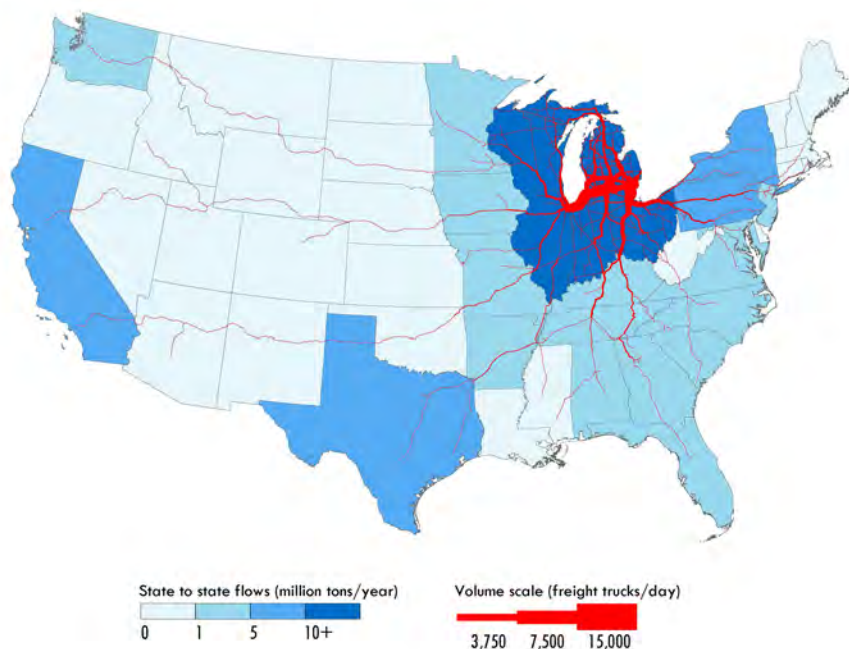 State to state flows (million tons/year)
0 1 5 10+
Volume scale (freight trucks/day)
3,750 7,500 15,000